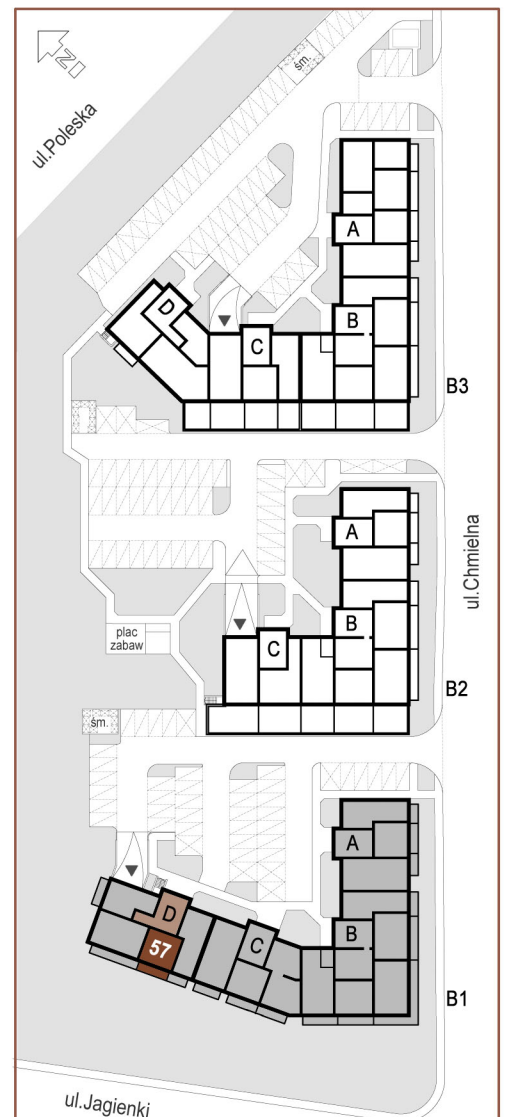 N
śm.
ul.Poleska
A
D
B
C
B3
A
ul.Chmielna
B
plac
zabaw
C
B2
śm.
A
D
B
57
C
B1
ul.Jagienki